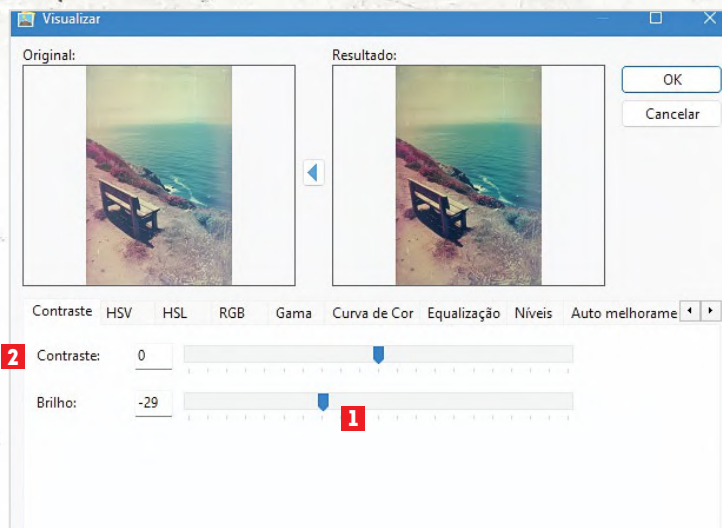 Visualizar
Original:
Resultado:
OK
Cancelar
Contraste HSV HSL RGB Gama Curva de Cor Equalização Níveis Auto melhorame
2 Contraste: 0
Brilho: -29
1